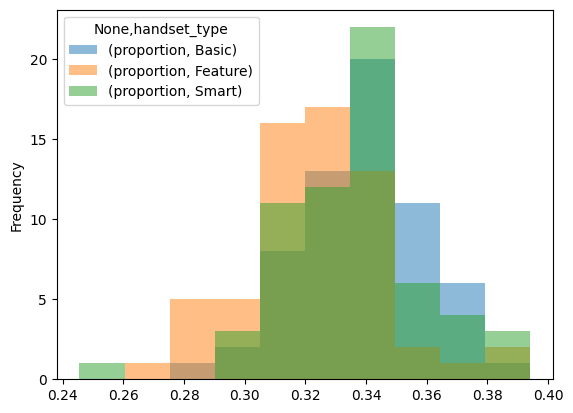 None,handset_type
(proportion, Basic)
(proportion, Feature)
(proportion, Smart)
Frequency
20
15
10
5
0
0.24 0.26 0.28 0.30 0.32 0.34 0.36 0.38 0.40